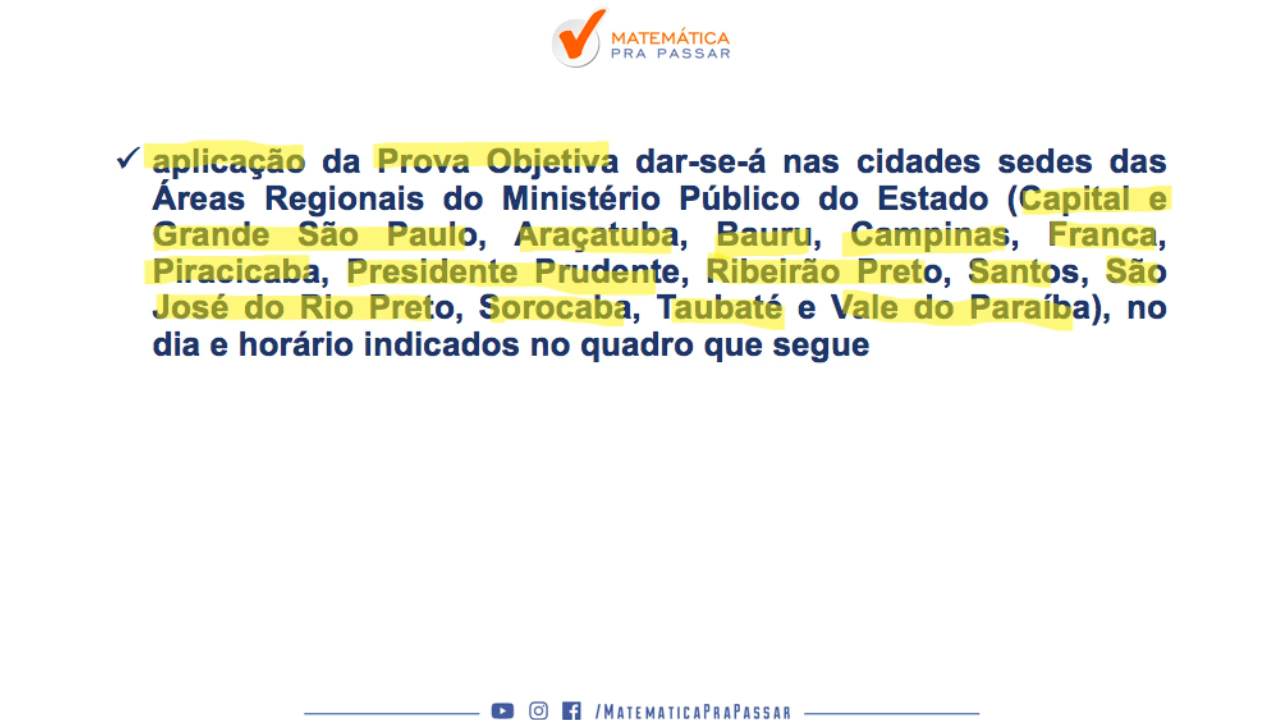 MATEMÁTICA
PRA PASSAR
✓ aplicação da Prova Objetiva dar-se-á nas cidades sedes das
Áreas Regionais do Ministério Público do Estado (Capital e
Grande São Paulo, Araçatuba, Bauru, Campinas, Franca,
Piracicaba, Presidente Prudente, Ribeirão Preto, Santos, São
José do Rio Preto, Sorocaba, Taubaté e Vale do Paraíba), no
dia e horário indicados no quadro que segue
/MATEMATICAPRAPASSAR